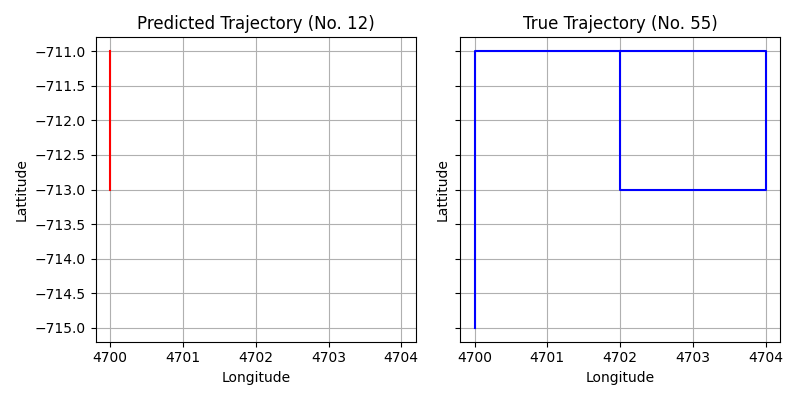 Predicted Trajectory (No. 12)
Lattitude
−711.0
−711.5
−712.0
−712.5
−713.0
−713.5
−714.0
−714.5
−715.0
4700 4701 4702 4703 4704
Longitude
True Trajectory (No. 55)
Lattitude
4700 4701 4702 4703 4704
Longitude